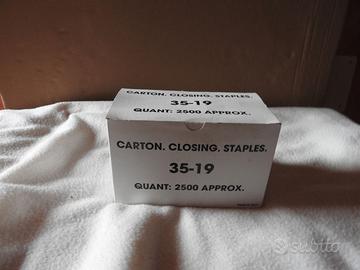 CARTON. CLOSING. STAPLES.
35-19
QUANT: 2500 APPROX.
CARTON. CLOSING. STAPLES.
35-19
QUANT: 2500 APPROX.
subito